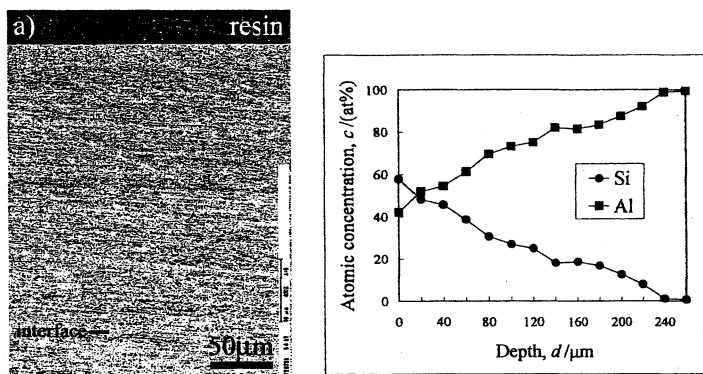 a) resin
interface
50μm
Atomic concentration, c /(at%)
100
80
60
40
20
0
Si
Al
0 40 80 120 160 200 240
Depth, d /μm